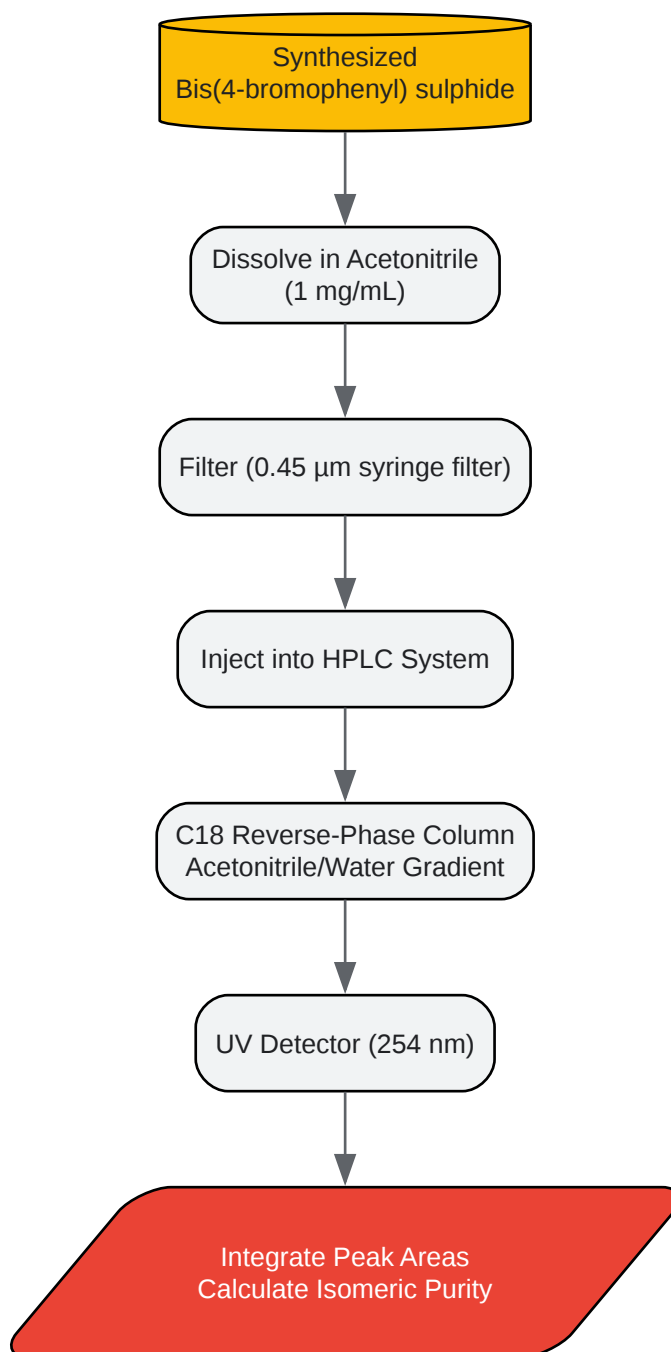 Synthesized
Bis(4-bromophenyl) sulphide
Dissolve in Acetonitrile
(1 mg/mL)
Filter (0.45 µm syringe filter)
Inject into HPLC System
C18 Reverse-Phase Column
Acetonitrile/Water Gradient
UV Detector (254 nm)
Integrate Peak Areas
Calculate Isomeric Purity